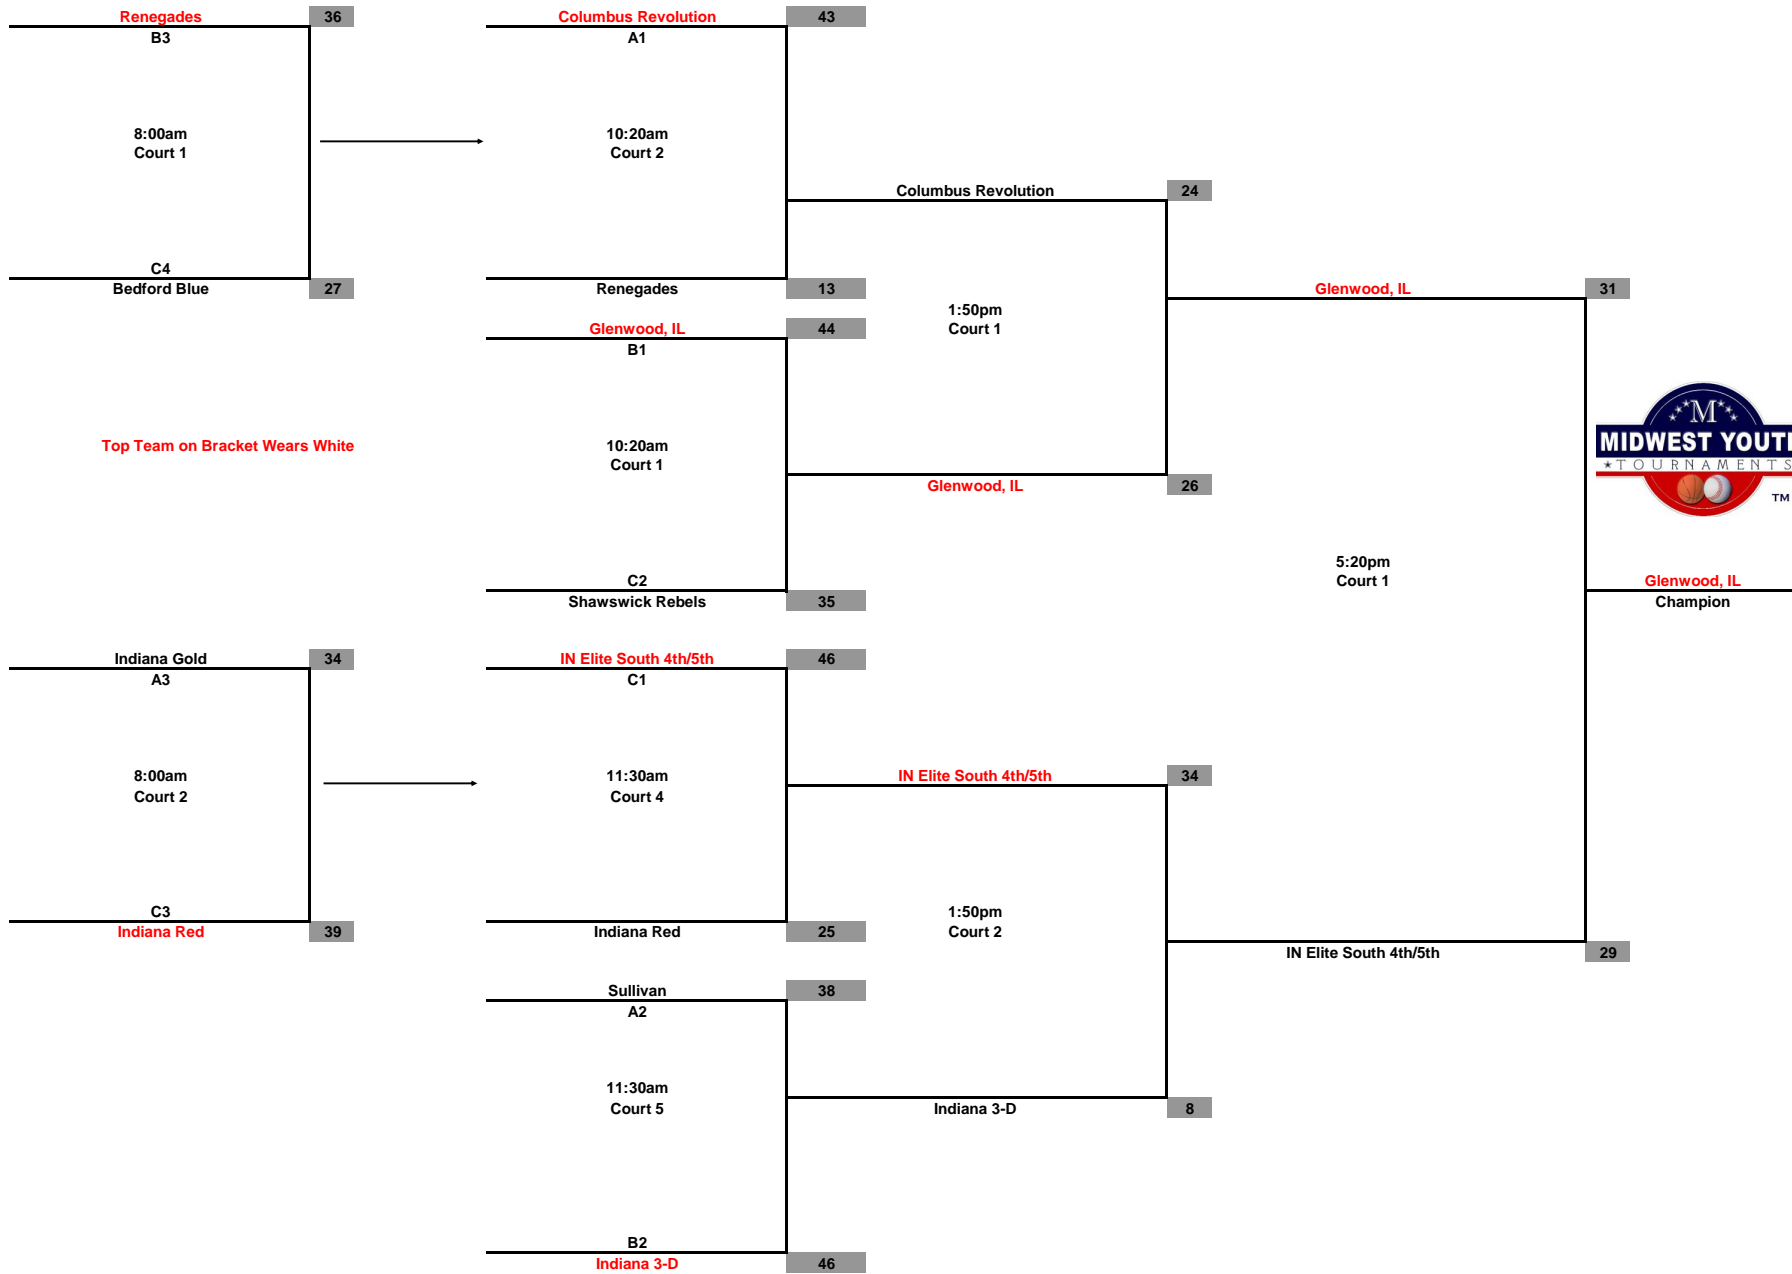 Renegades 36
B3
8:00am
Court 1
C4
Bedford Blue 27
Columbus Revolution 43
A1
10:20am
Court 2
Renegades 13
Glenwood, IL 44
B1
Top Team on Bracket Wears White
10:20am
Court 1
C2
Shawswick Rebels 35
Columbus Revolution 24
1:50pm
Court 1
Glenwood, IL 26
Glenwood, IL 31
5:20pm
Court 1
M
MIDWEST YOUTH
TOURNAMENTS
TM
Glenwood, IL
Champion
Indiana Gold 34
A3
8:00am
Court 2
C3
Indiana Red 39
IN Elite South 4th/5th 46
C1
11:30am
Court 4
Indiana Red 25
Sullivan 38
A2
11:30am
Court 5
B2
Indiana 3-D 46
IN Elite South 4th/5th 34
1:50pm
Court 2
Indiana 3-D 8
IN Elite South 4th/5th 29